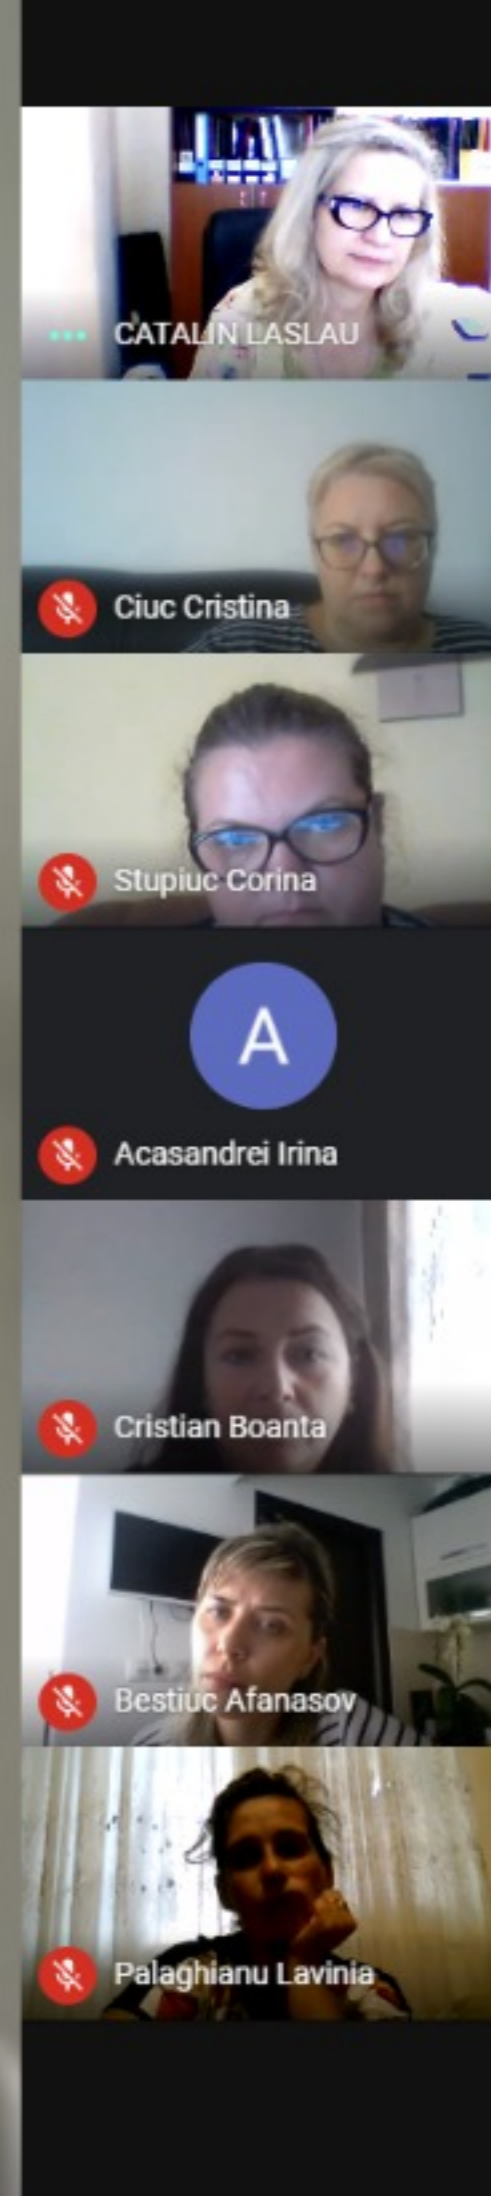 CATALIN LASLAU
Ciuc Cristina
Stupiuc Corina
A
Acasandrei Irina
Cristian Boanta
Bestiuc Afanasov
Palaghianu Lavinia